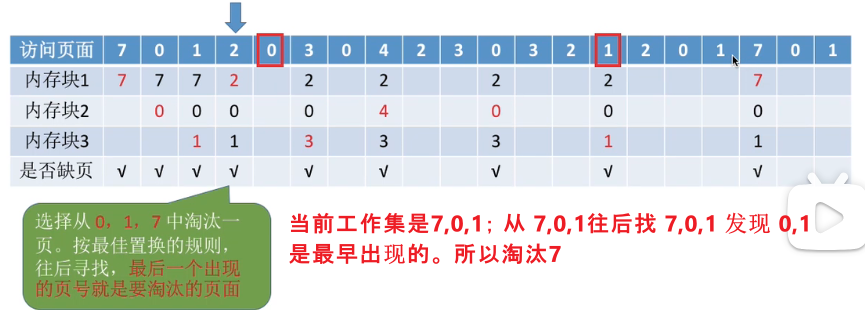 访问页面 7 0 1 2 0 3 0 4 2 3 0 3 2 1 2 0 1 7 0 1
内存块1 7 7 7 2 2 2 2 2 7
内存块2 0 0 0 0 4 0 0 0
内存块3 1 1 3 3 3 1 1
是否缺页 √ √ √ √ √ √ √ √ √
选择从 0，1，7 中淘汰一
页。按最佳置换的规则，
往后寻找，最后一个出现
的页号就是要淘汰的页面
当前工作集是7,0,1；从 7,0,1往后找 7,0,1 发现 0,1
是最早出现的。所以淘汰7